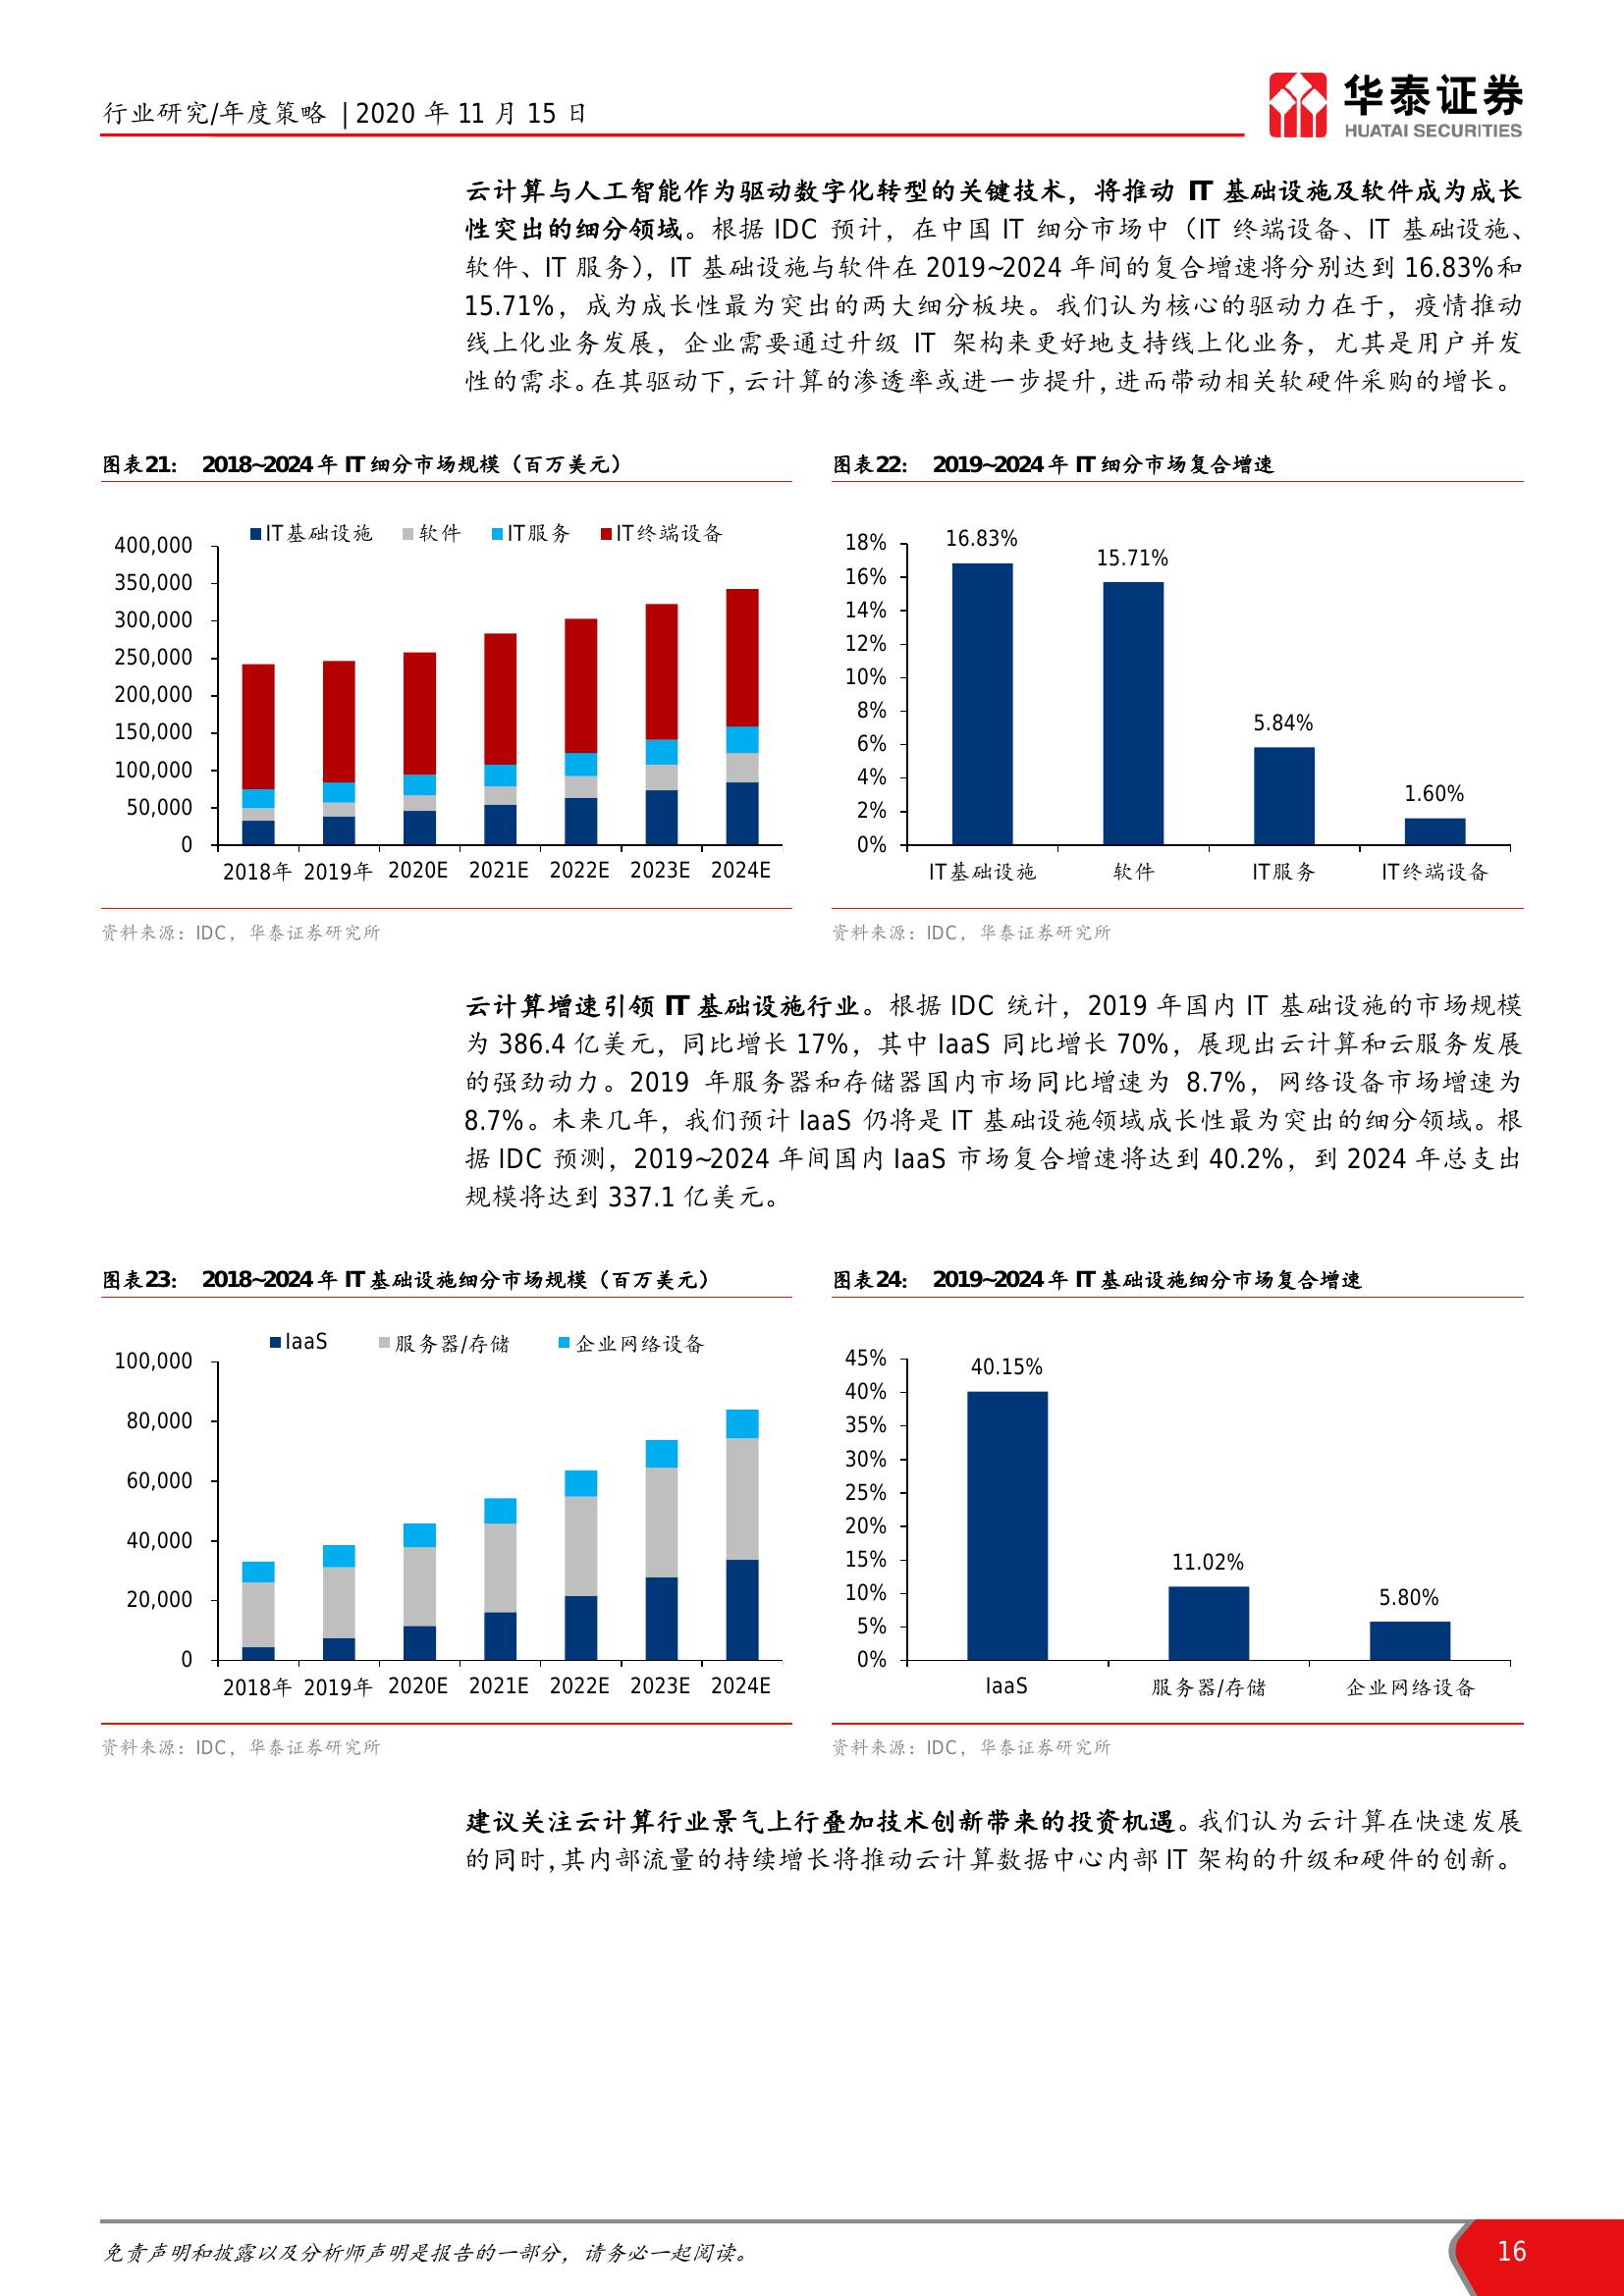 行业研究/年度策略 | 2020 年 11 月 15 日
华泰证券
HUATAI SECURITIES
云计算与人工智能作为驱动数字化转型的关键技术，将推动 IT 基础设施及软件成为成长
性突出的细分领域。根据 IDC 预计，在中国 IT 细分市场中（IT 终端设备、IT 基础设施、
软件、IT 服务），IT 基础设施与软件在 2019~2024 年间的复合增速将分别达到 16.83%和
15.71%，成为成长性最为突出的两大细分板块。我们认为核心的驱动力在于，疫情推动
线上化业务发展，企业需要通过升级 IT 架构来更好地支持线上化业务，尤其是用户并发
性的需求。在其驱动下，云计算的渗透率或进一步提升，进而带动相关软硬件采购的增长。
图表21： 2018~2024 年 IT 细分市场规模（百万美元）
IT基础设施 软件 IT服务 IT终端设备
400,000
350,000
300,000
250,000
200,000
150,000
100,000
50,000
0
2018年 2019年 2020E 2021E 2022E 2023E 2024E
资料来源：IDC，华泰证券研究所
图表22： 2019~2024 年 IT 细分市场复合增速
18%
16%
14%
12%
10%
8%
6%
4%
2%
0%
16.83%
15.71%
5.84%
1.60%
IT基础设施 软件 IT服务 IT终端设备
资料来源：IDC，华泰证券研究所
云计算增速引领 IT 基础设施行业。根据 IDC 统计，2019 年国内 IT 基础设施的市场规模
为 386.4 亿美元，同比增长 17%，其中 IaaS 同比增长 70%，展现出云计算和云服务发展
的强劲动力。2019 年服务器和存储器国内市场同比增速为 8.7%，网络设备市场增速为
8.7%。未来几年，我们预计 IaaS 仍将是 IT 基础设施领域成长性最为突出的细分领域。根
据 IDC 预测，2019~2024 年间国内 IaaS 市场复合增速将达到 40.2%，到 2024 年总支出
规模将达到 337.1 亿美元。
图表23： 2018~2024 年 IT 基础设施细分市场规模（百万美元）
IaaS 服务器/存储 企业网络设备
100,000
80,000
60,000
40,000
20,000
0
2018年 2019年 2020E 2021E 2022E 2023E 2024E
资料来源：IDC，华泰证券研究所
图表24： 2019~2024 年 IT 基础设施细分市场复合增速
45%
40%
35%
30%
25%
20%
15%
10%
5%
0%
40.15%
11.02%
5.80%
IaaS 服务器/存储 企业网络设备
资料来源：IDC，华泰证券研究所
建议关注云计算行业景气上行叠加技术创新带来的投资机遇。我们认为云计算在快速发展
的同时，其内部流量的持续增长将推动云计算数据中心内部 IT 架构的升级和硬件的创新。
免责声明和披露以及分析师声明是报告的一部分，请务必一起阅读。
16